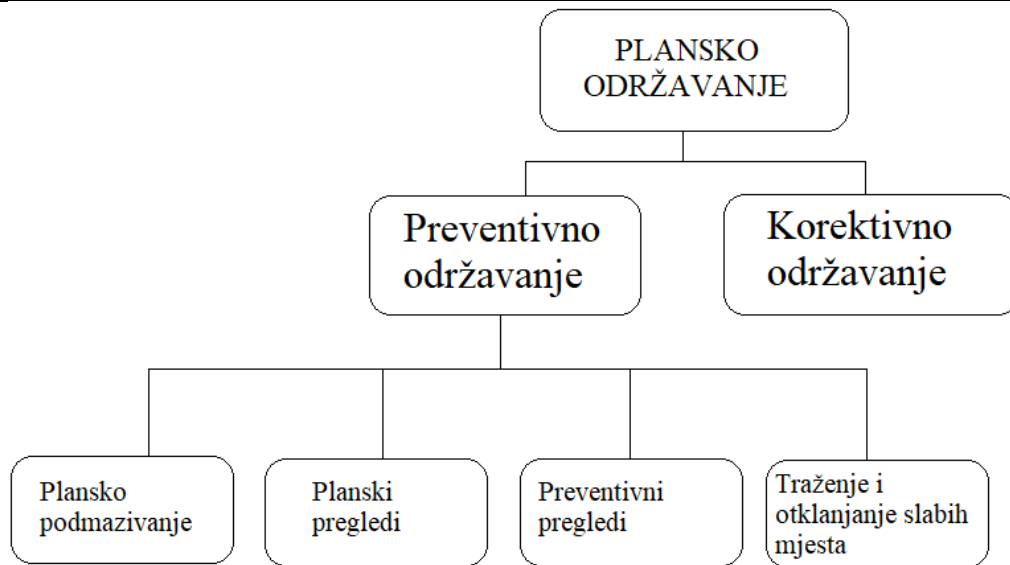 PLANSKO
ODRŽAVANJE
Preventivno
održavanje
Korektivno
održavanje
Plansko
podmazivanje
Planski
pregledi
Preventivni
pregledi
Traženje i
otklanjanje slabih
mjesta